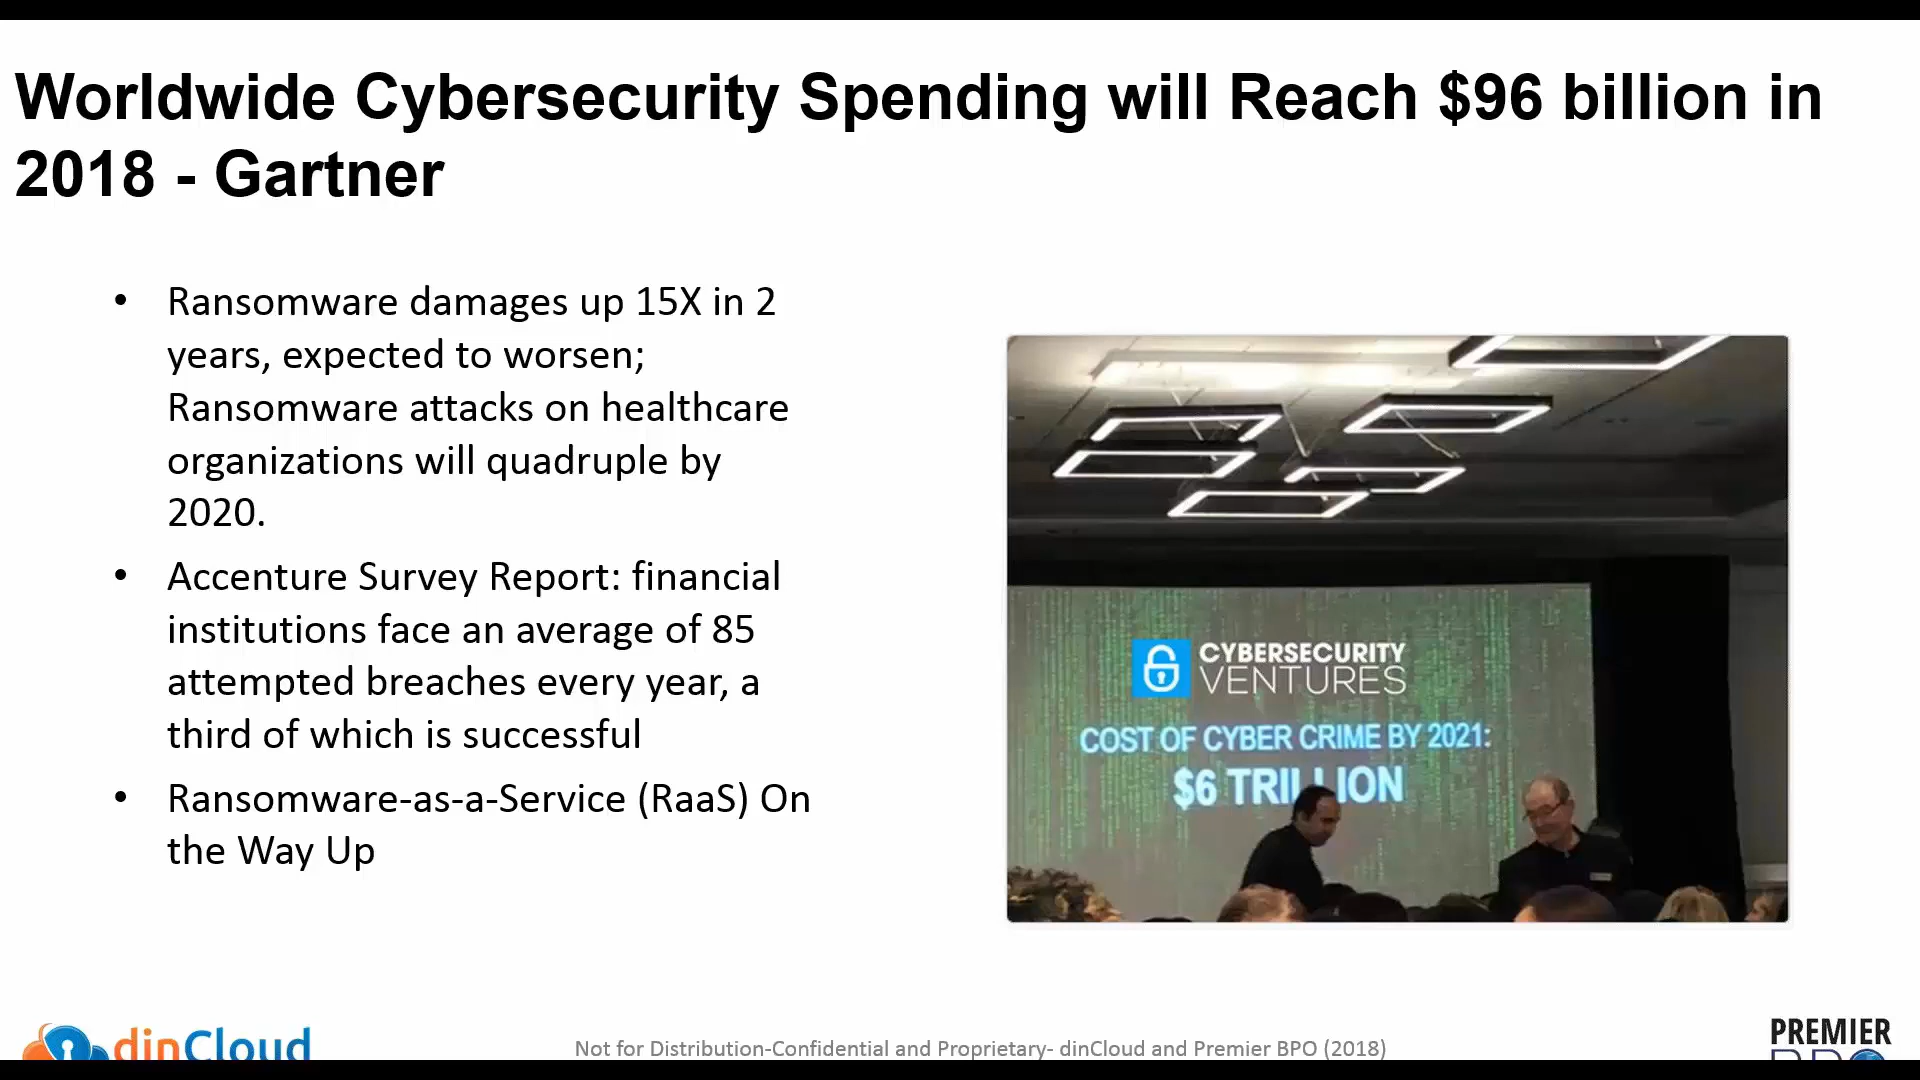 Worldwide Cybersecurity Spending will Reach $96 billion in
2018 - Gartner
• Ransomware damages up 15X in 2
years, expected to worsen;
Ransomware attacks on healthcare
organizations will quadruple by
2020.
• Accenture Survey Report: financial
institutions face an average of 85
attempted breaches every year, a
third of which is successful
• Ransomware-as-a-Service (RaaS) On
the Way Up
CYBERSECURITY
VENTURES
COST OF CYBER CRIME BY 2021:
$6 TRILLION
dinCloud
Not for Distribution-Confidential and Proprietary- dinCloud and Premier BPO (2018)
PREMIER
BPO